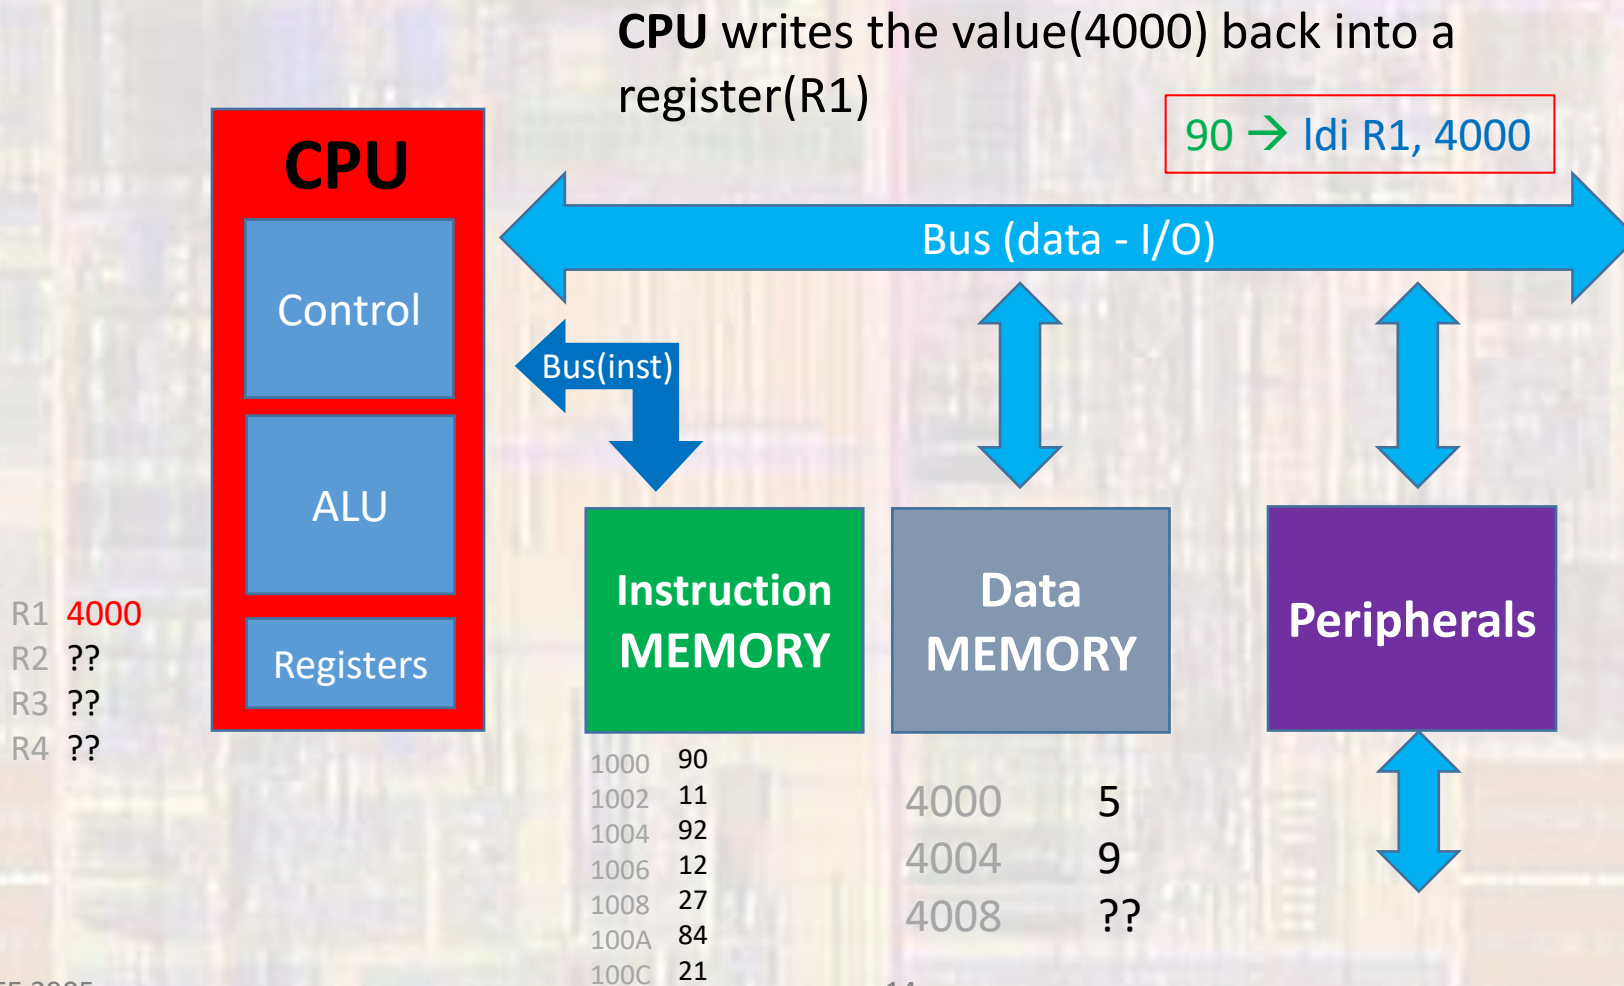 CPU writes the value(4000) back into a
register(R1)
90 → ldi R1, 4000
CPU
Bus (data - I/O)
Control
Bus(inst)
ALU
Instruction
MEMORY
Data
MEMORY
Peripherals
Registers
R1 4000
R2 ??
R3 ??
R4 ??
1000 90
1002 11
1004 92
1006 12
1008 27
100A 84
100C 21
4000 5
4004 9
4008 ??